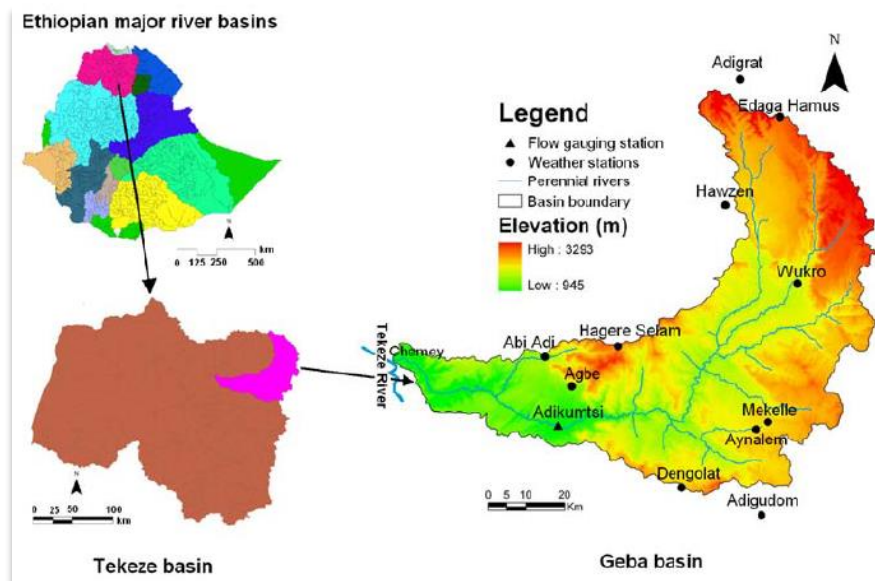 Ethiopian major river basins
N
km
0 125 250 500
Tekeze River
N
0 25 50 100
km
Tekeze basin
Legend
Flow gauging station
Weather stations
Perennial rivers
Basin boundary
Elevation (m)
High : 3293
Low : 945
N
Adigrat
Edaga Hamus
Hawzen
Wukro
Hagere Selam
Abi Adi
Chemey
Agbe
Adikumtsi
Mekelle
Aynalem
Dengolat
Adigudom
0 5 10 20
Km
Geba basin